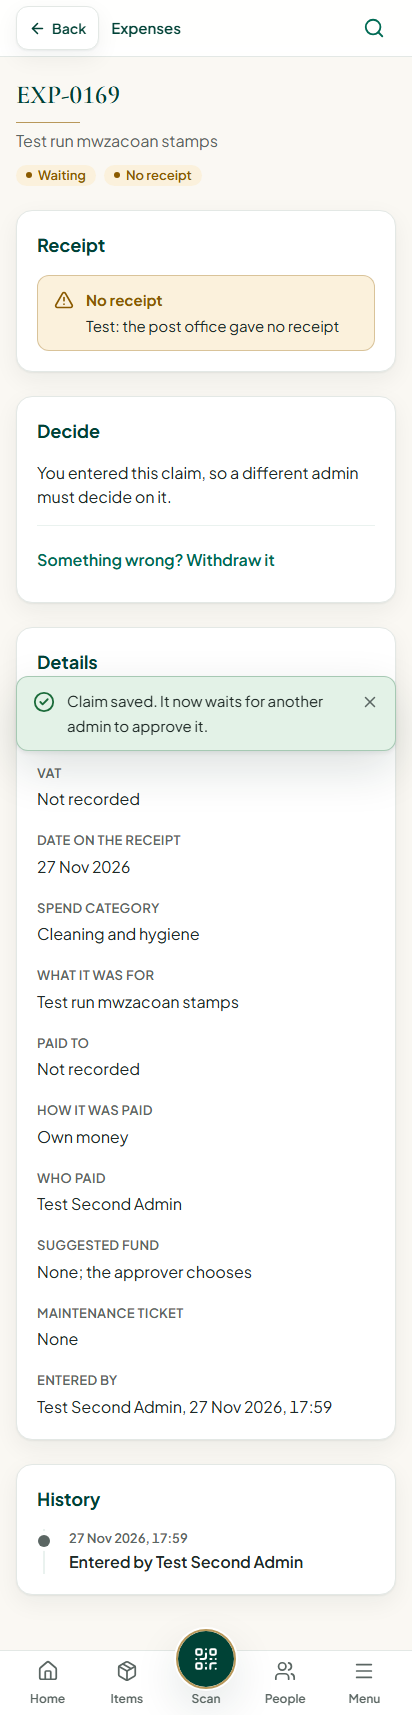 Back
Expenses
EXP-0169
Test run mwzacoan stamps
Waiting
No receipt
Receipt
No receipt
Test: the post office gave no receipt
Decide
You entered this claim, so a different admin
must decide on it.
Something wrong? Withdraw it
Details
Claim saved. It now waits for another
admin to approve it.
VAT
Not recorded
DATE ON THE RECEIPT
27 Nov 2026
SPEND CATEGORY
Cleaning and hygiene
WHAT IT WAS FOR
Test run mwzacoan stamps
PAID TO
Not recorded
HOW IT WAS PAID
Own money
WHO PAID
Test Second Admin
SUGGESTED FUND
None; the approver chooses
MAINTENANCE TICKET
None
ENTERED BY
Test Second Admin, 27 Nov 2026, 17:59
History
27 Nov 2026, 17:59
Entered by Test Second Admin
Home
Items
Scan
People
Menu